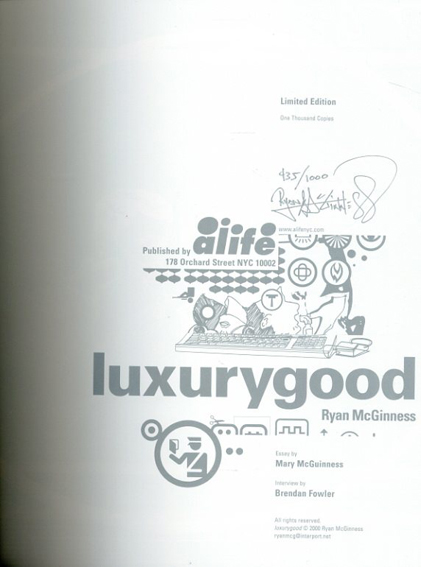 Limited Edition
One Thousand Copies
435/1000
www.alifenyc.com
Published by alife
178 Orchard Street NYC 10002
T
luxurygood
Ryan McGinness
Essay by
Mary McGuinness
Interview by
Brendan Fowler
All rights reserved.
luxurygood © 2000 Ryan McGinness
ryanmcg@interport.net